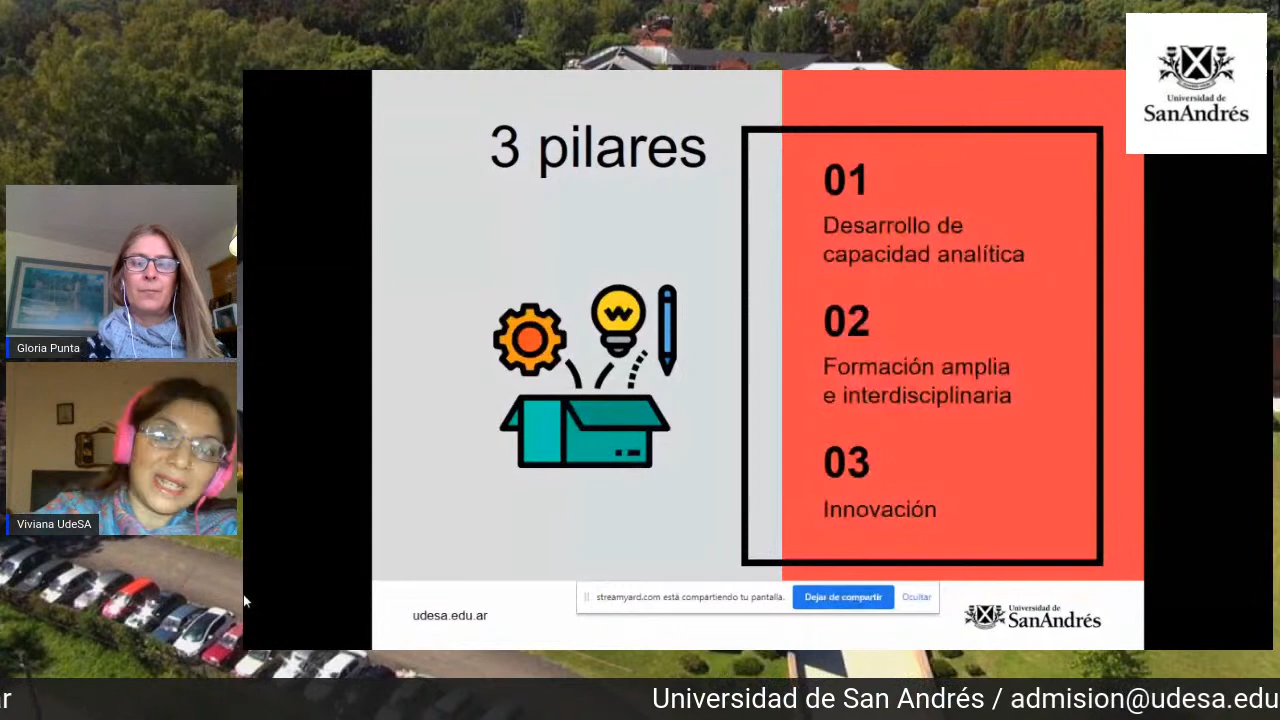 Universidad de
SanAndrés
3 pilares
01
Desarrollo de
capacidad analítica
02
Formación amplia
e interdisciplinaria
03
Innovación
Gloria Punta
Viviana UdeSA
streamyard.com está compartiendo tu pantalla.
Dejar de compartir
Ocultar
udesa.edu.ar
Universidad de
SanAndrés
ar
Universidad de San Andrés / admision@udesa.edu